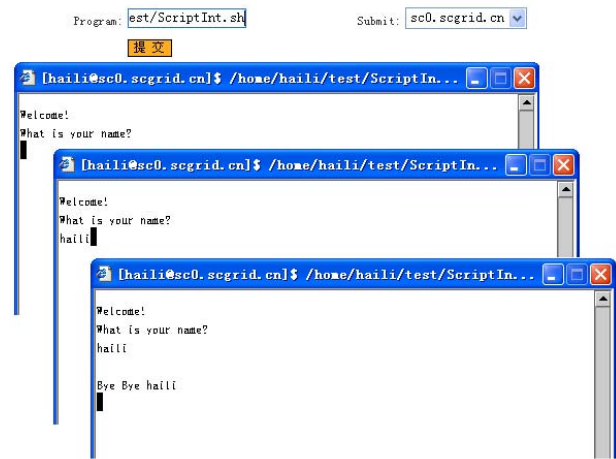 Program: est/ScriptInt.sh Submit: sc0.scgrid.cn
提 交
[haili@sc0.scgrid.cn]$ /home/haili/test/ScriptIn...
Welcome!
What is your name?
[haili@sc0.scgrid.cn]$ /home/haili/test/ScriptIn...
Welcome!
What is your name?
haili
[haili@sc0.scgrid.cn]$ /home/haili/test/ScriptIn...
Welcome!
What is your name?
haili
Bye Bye haili